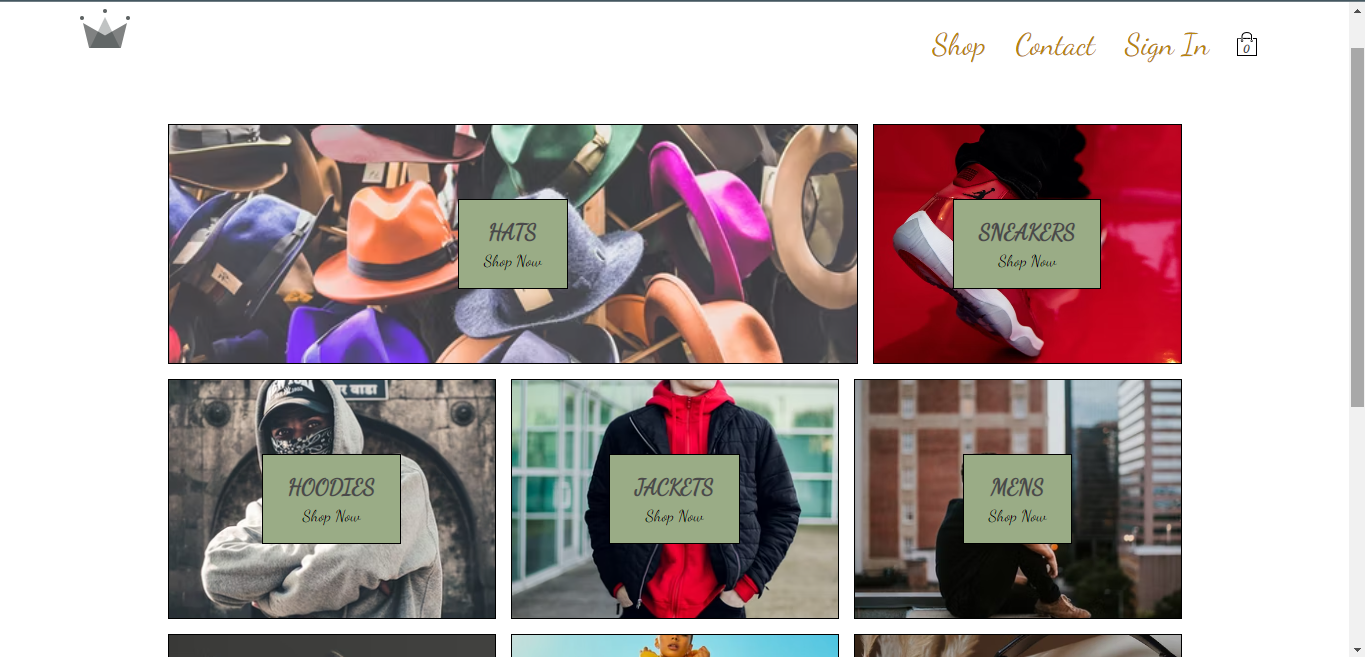 Shop Contact Sign In 0
HATS
Shop Now
SNEAKERS
Shop Now
HOODIES
Shop Now
JACKETS
Shop Now
MENS
Shop Now